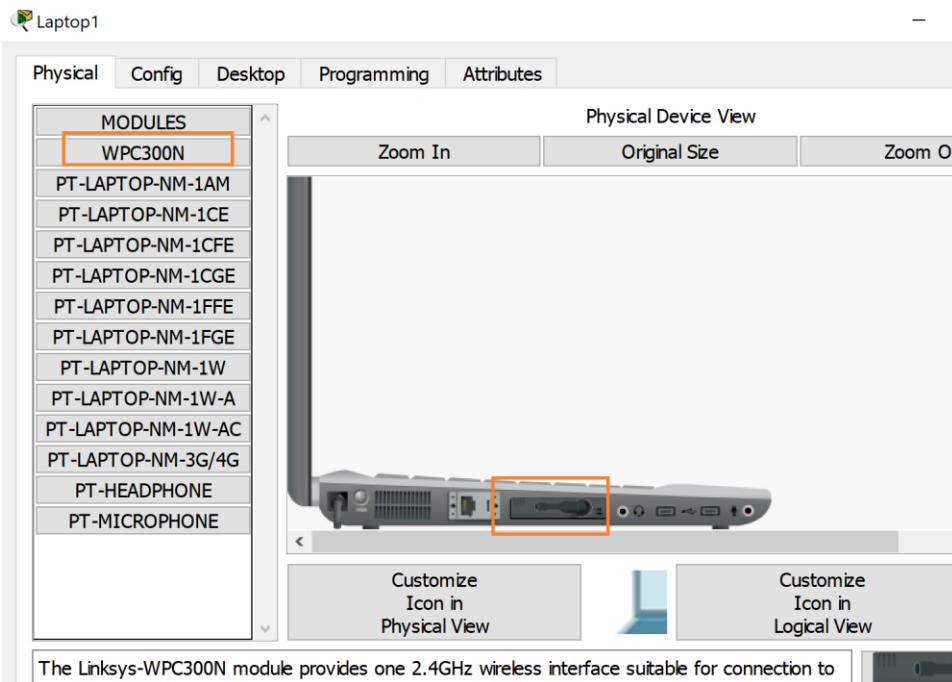 Laptop1
Physical Config Desktop Programming Attributes
MODULES
WPC300N
PT-LAPTOP-NM-1AM
PT-LAPTOP-NM-1CE
PT-LAPTOP-NM-1CFE
PT-LAPTOP-NM-1CGE
PT-LAPTOP-NM-1FFE
PT-LAPTOP-NM-1FGE
PT-LAPTOP-NM-1W
PT-LAPTOP-NM-1W-A
PT-LAPTOP-NM-1W-AC
PT-LAPTOP-NM-3G/4G
PT-HEADPHONE
PT-MICROPHONE
Physical Device View
Zoom In Original Size Zoom O
Customize
Icon in
Physical View
Customize
Icon in
Logical View
The Linksys-WPC300N module provides one 2.4GHz wireless interface suitable for connection to